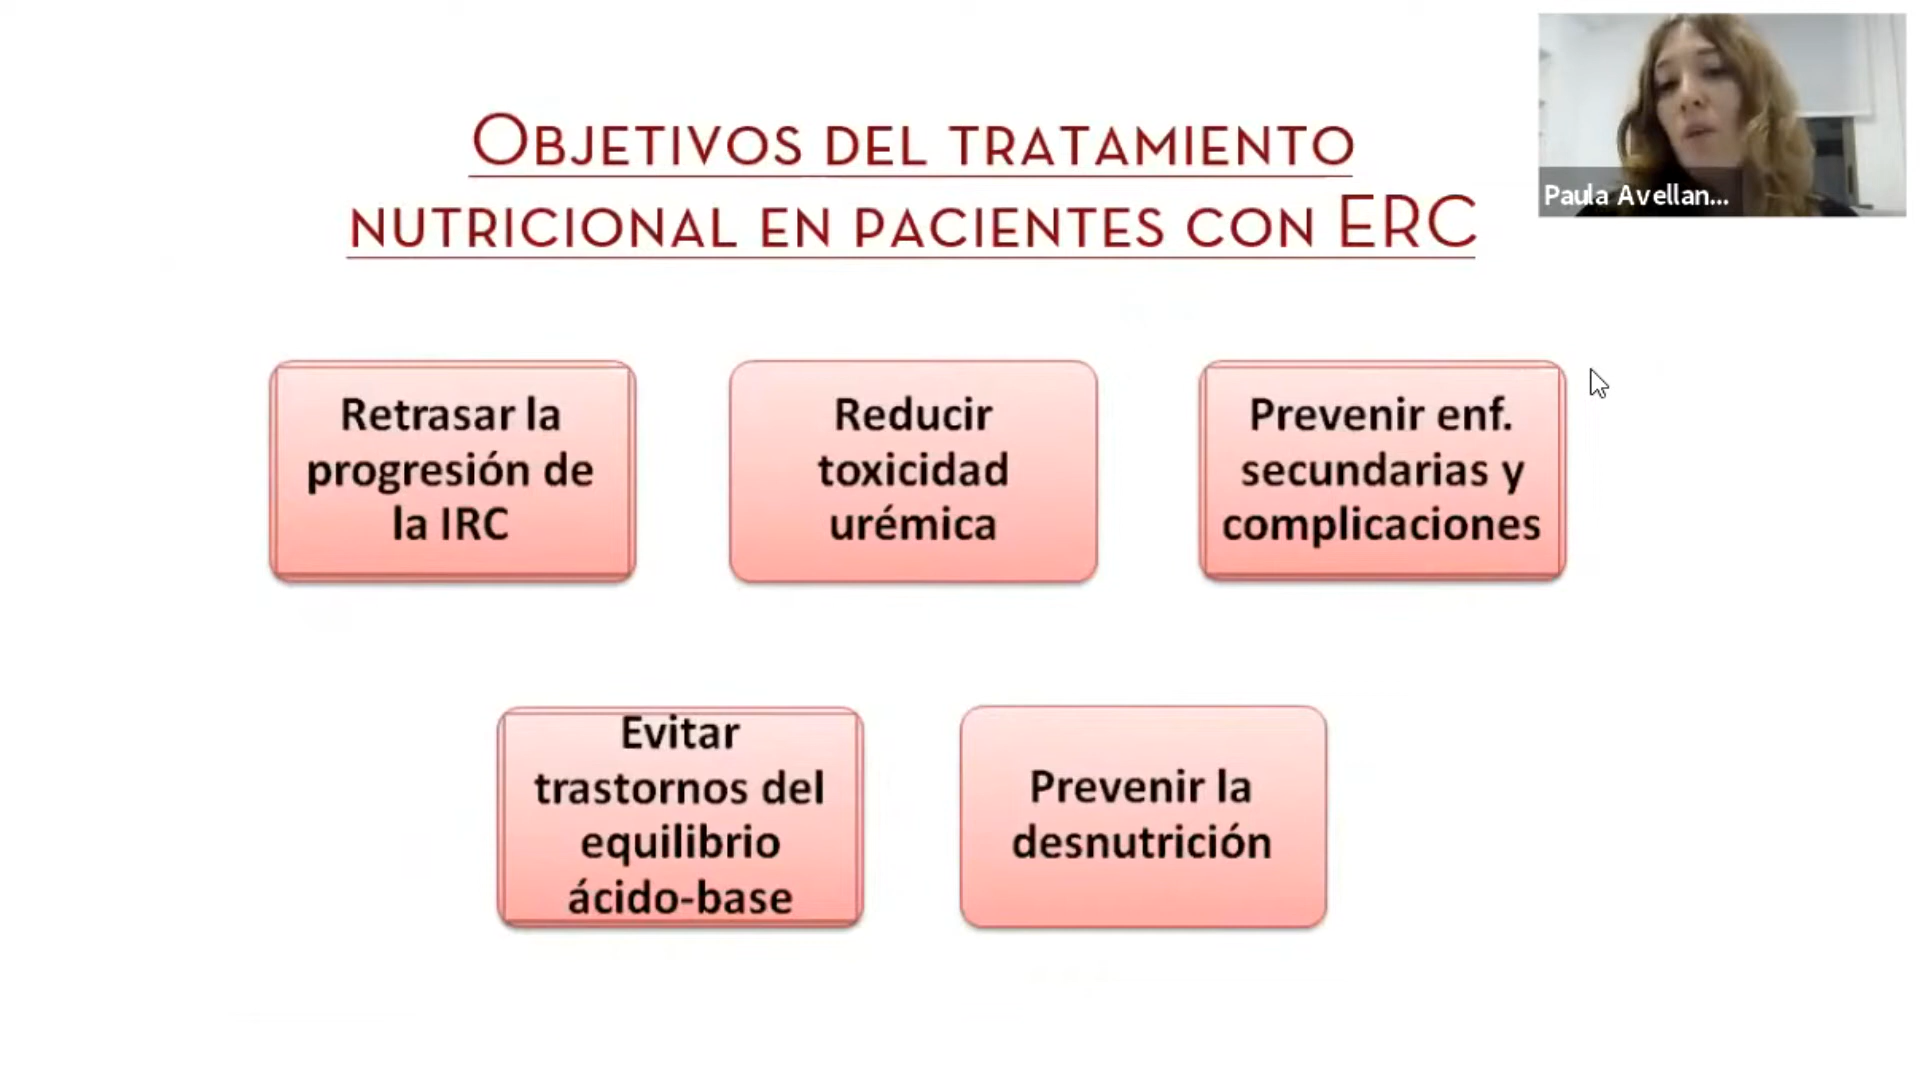 OBJETIVOS DEL TRATAMIENTO
NUTRICIONAL EN PACIENTES CON ERC
Paula Avellan...
Retrasar la
progresión de
la IRC
Reducir
toxicidad
urémica
Prevenir enf.
secundarias y
complicaciones
Evitar
trastornos del
equilibrio
ácido-base
Prevenir la
desnutrición